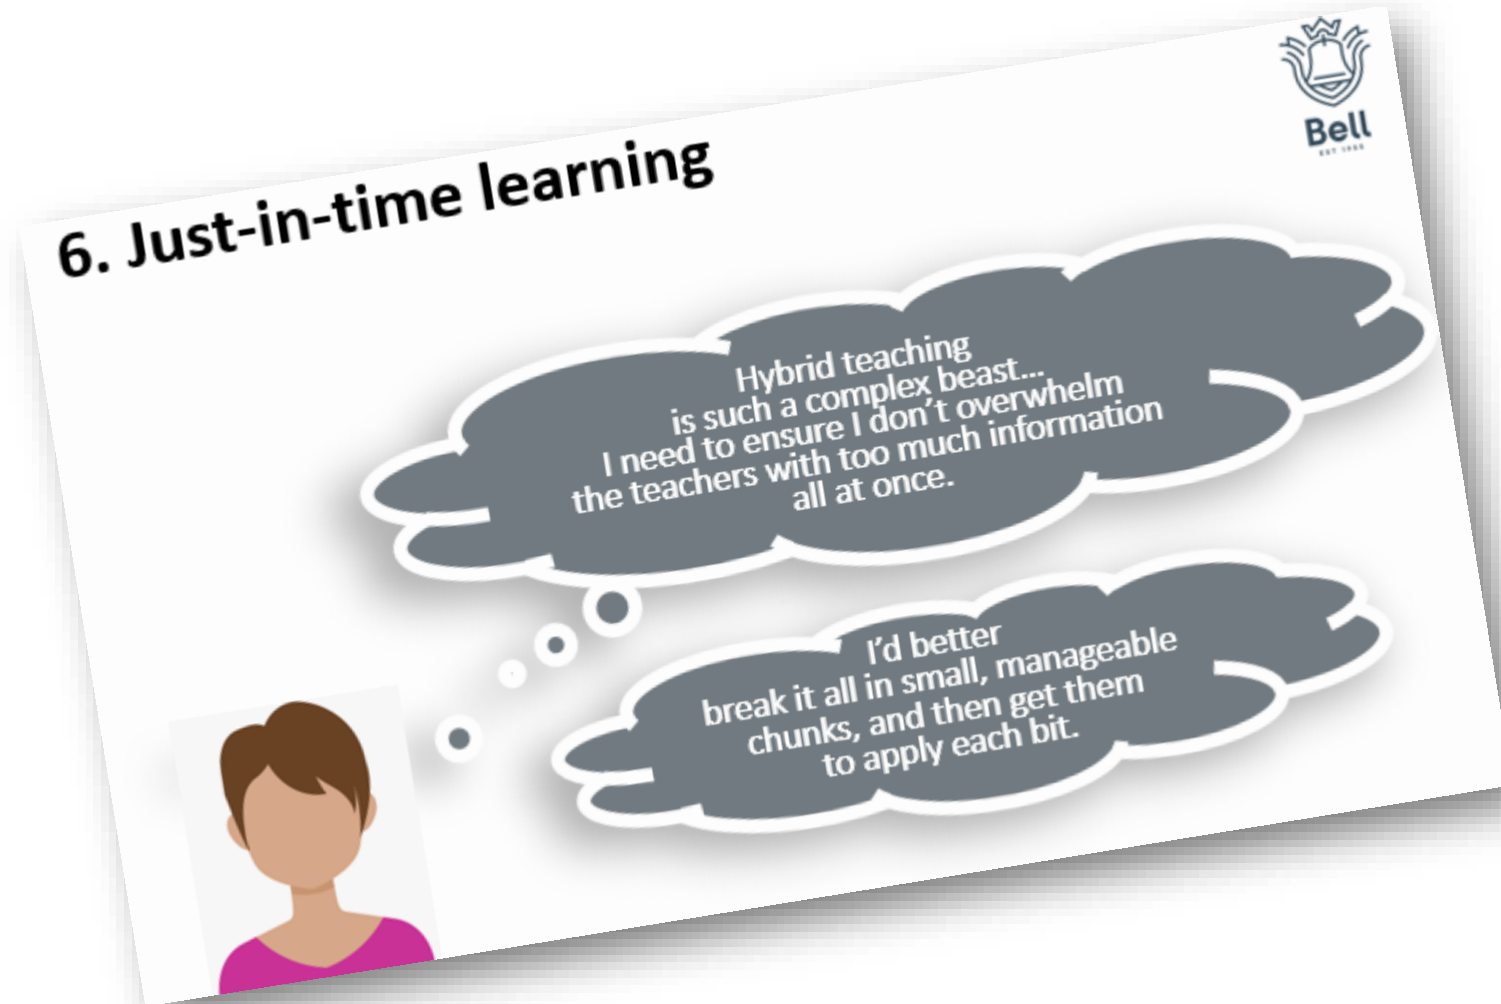 Bell
EST 1955
6. Just-in-time learning
Hybrid teaching
is such a complex beast...
I need to ensure I don't overwhelm
the teachers with too much information
all at once.
I'd better
break it all in small, manageable
chunks, and then get them
to apply each bit.